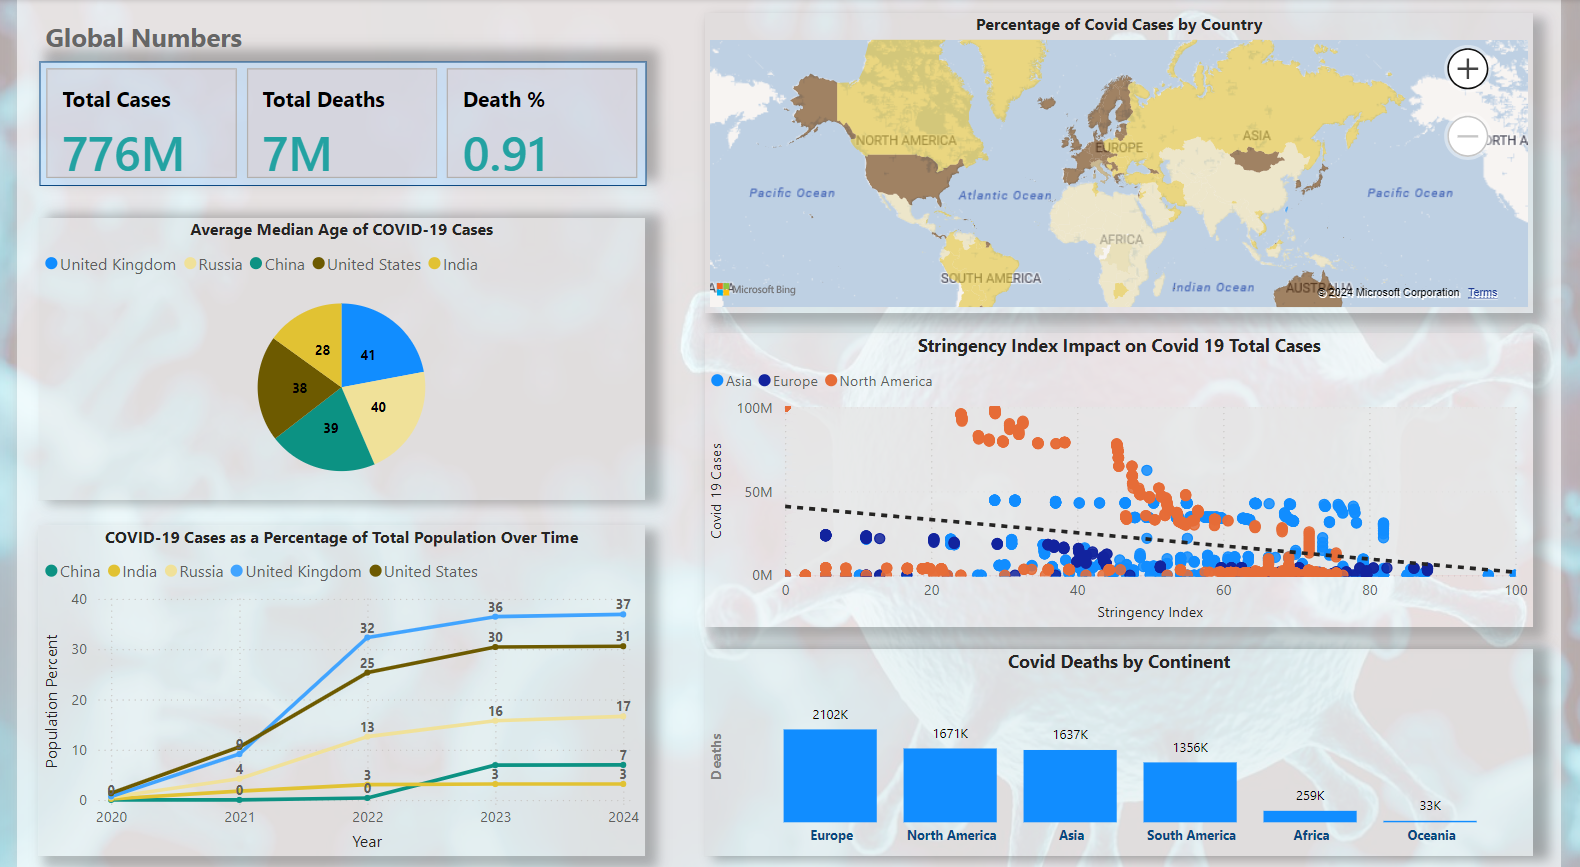 Global Numbers
Total Cases
776M
Total Deaths
7M
Death %
0.91
Average Median Age of COVID-19 Cases
United Kingdom Russia China United States India
41
40
39
38
28
COVID-19 Cases as a Percentage of Total Population Over Time
China India Russia United Kingdom United States
Population Percent
40
30
20
10
0
0
9
4
0
32
25
13
3
0
36
30
16
3
37
31
17
7
3
2020 2021 2022 2023 2024
Year
Percentage of Covid Cases by Country
NORTH AMERICA
EUROPE
ASIA
Pacific Ocean
Atlantic Ocean
Pacific Ocean
AFRICA
SOUTH AMERICA
Indian Ocean
Microsoft Bing
© 2024 Microsoft Corporation Terms
Stringency Index Impact on Covid 19 Total Cases
Asia Europe North America
Covid 19 Cases
100M
50M
0M
0 20 40 60 80 100
Stringency Index
Covid Deaths by Continent
Deaths
2102K
1671K
1637K
1356K
259K
33K
Europe North America Asia South America Africa Oceania